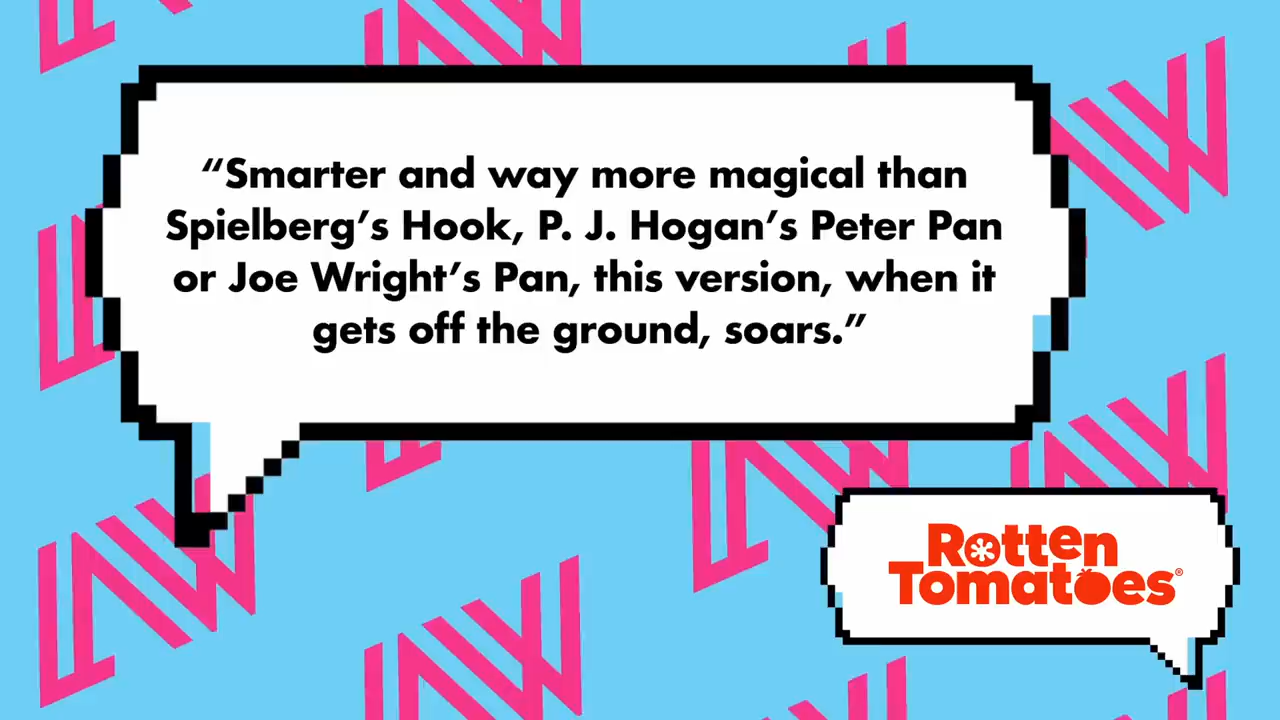 “Smarter and way more magical than
Spielberg’s Hook, P. J. Hogan’s Peter Pan
or Joe Wright’s Pan, this version, when it
gets off the ground, soars.”
Rotten
Tomatoes®